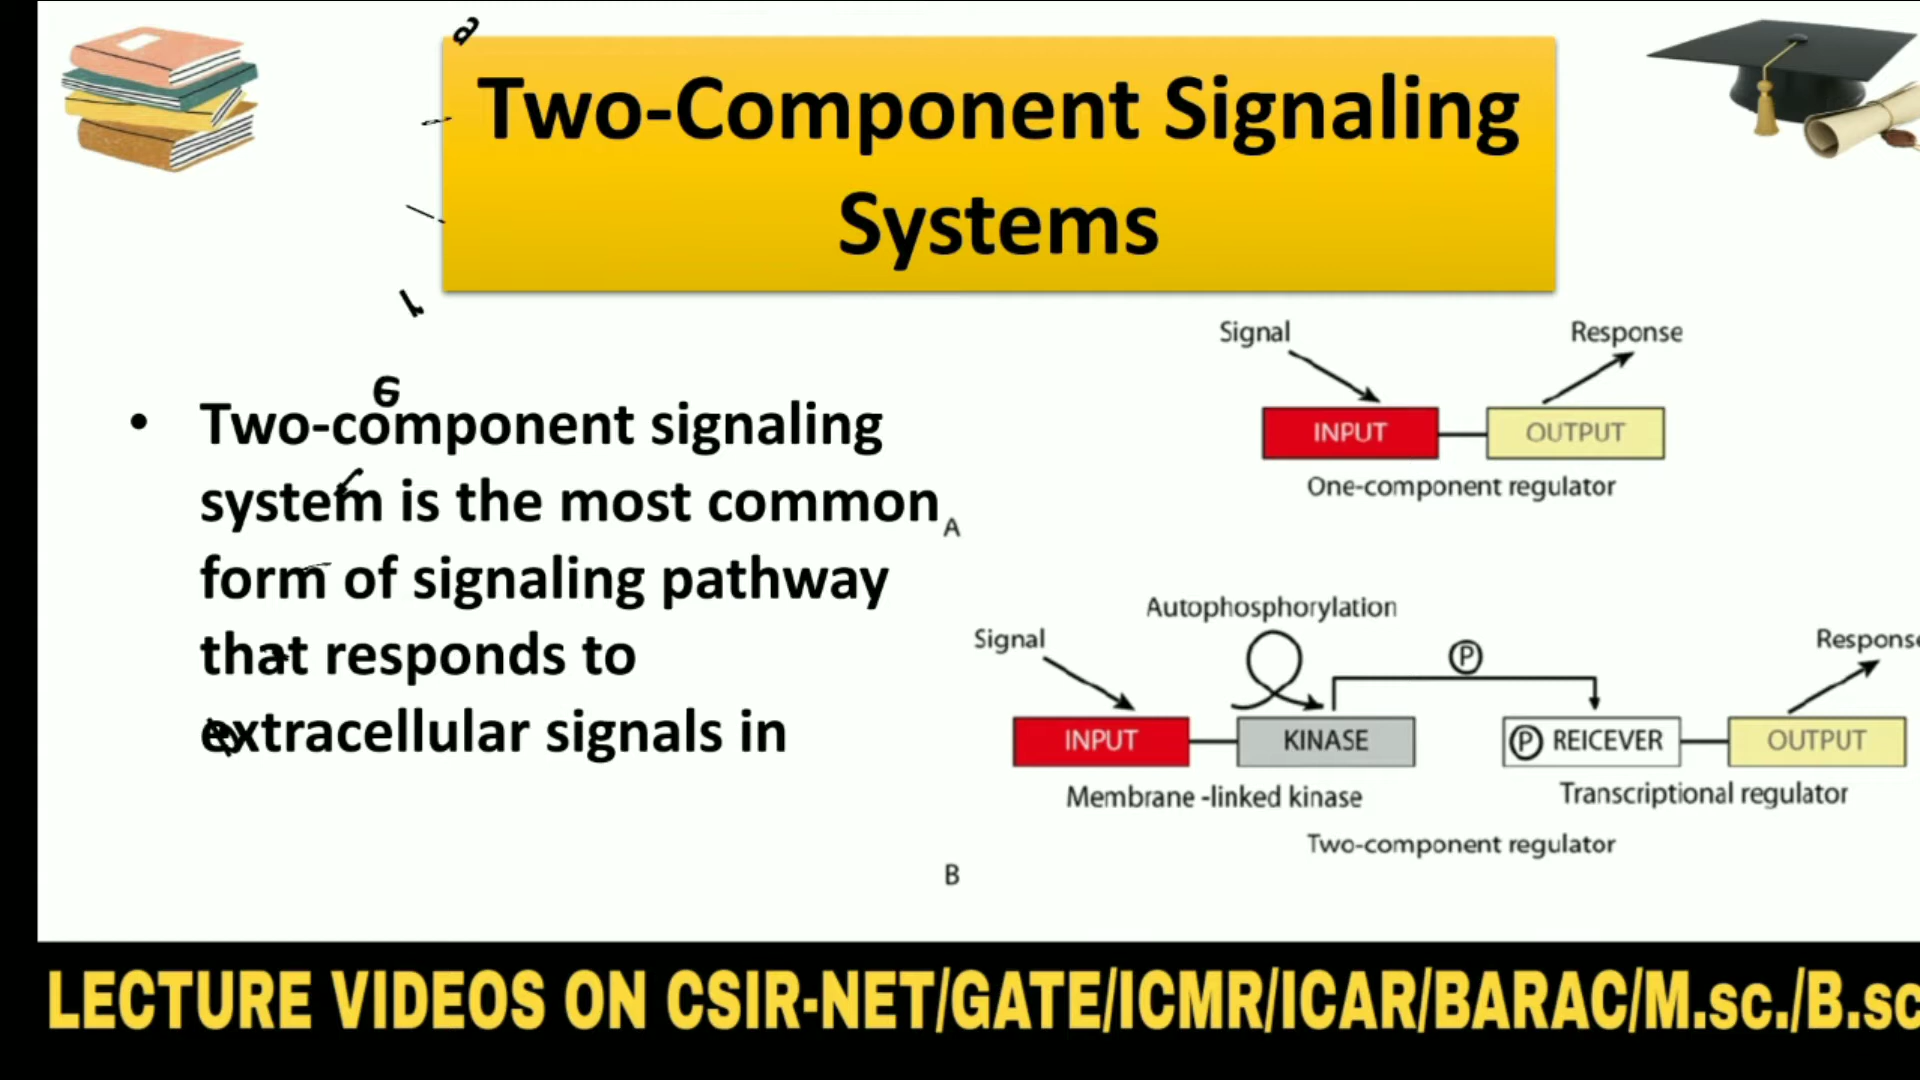 Two-Component Signaling
Systems
• Two-component signaling
system is the most common
form of signaling pathway
that responds to
extracellular signals in
Signal
Response
INPUT
OUTPUT
One-component regulator
A
Autophosphorylation
Signal
P
Response
INPUT
KINASE
P REICEVER
OUTPUT
Membrane -linked kinase
Transcriptional regulator
Two-component regulator
B
LECTURE VIDEOS ON CSIR-NET/GATE/ICMR/ICAR/BARAC/M.sc./B.sc